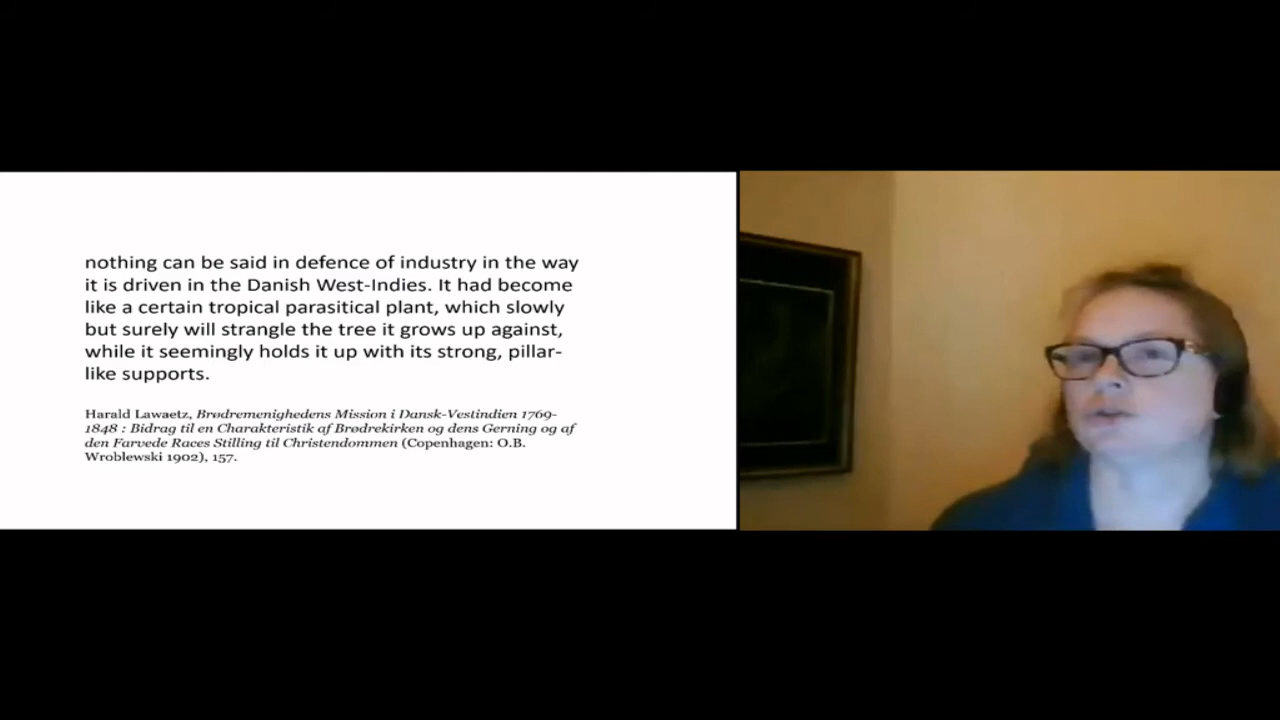 nothing can be said in defence of industry in the way
it is driven in the Danish West-Indies. It had become
like a certain tropical parasitical plant, which slowly
but surely will strangle the tree it grows up against,
while it seemingly holds it up with its strong, pillar-
like supports.
Harald Lawaetz, Brødremenighedens Mission i Dansk-Vestindien 1769-
1848 : Bidrag til en Charakteristik af Brødrekirken og dens Gerning og af
den Farvede Races Stilling til Christendommen (Copenhagen: O.B.
Wroblewski 1902), 157.